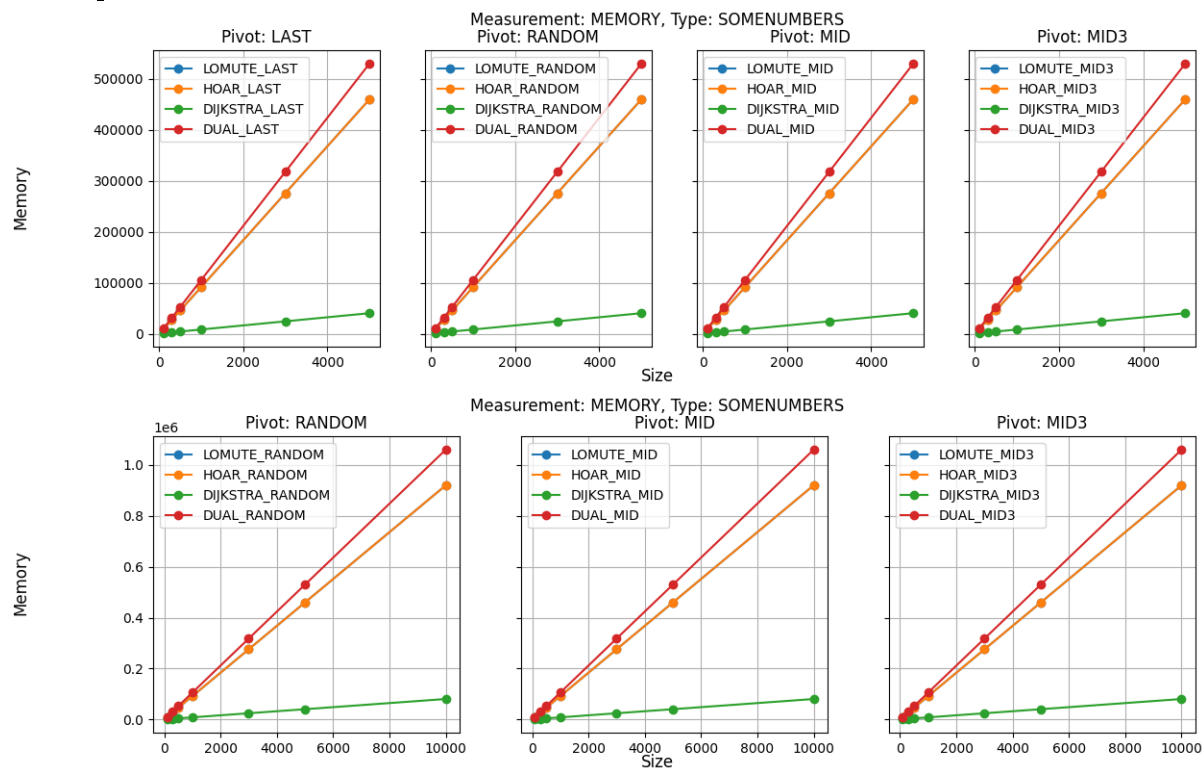 Measurement: MEMORY, Type: SOMENUMBERS
Pivot: LAST
Pivot: RANDOM
Pivot: MID
Pivot: MID3
LOMUTE_LAST
HOAR_LAST
DIJKSTRA_LAST
DUAL_LAST
LOMUTE_RANDOM
HOAR_RANDOM
DIJKSTRA_RANDOM
DUAL_RANDOM
LOMUTE_MID
HOAR_MID
DIJKSTRA_MID
DUAL_MID
LOMUTE_MID3
HOAR_MID3
DIJKSTRA_MID3
DUAL_MID3
Memory
500000
400000
300000
200000
100000
0
0 2000 4000
0 2000 4000
0 2000 4000
0 2000 4000
Size
Measurement: MEMORY, Type: SOMENUMBERS
Pivot: RANDOM
Pivot: MID
Pivot: MID3
1e6
LOMUTE_RANDOM
HOAR_RANDOM
DIJKSTRA_RANDOM
DUAL_RANDOM
LOMUTE_MID
HOAR_MID
DIJKSTRA_MID
DUAL_MID
LOMUTE_MID3
HOAR_MID3
DIJKSTRA_MID3
DUAL_MID3
Memory
1.0
0.8
0.6
0.4
0.2
0.0
0 2000 4000 6000 8000 10000
0 2000 4000 6000 8000 10000
0 2000 4000 6000 8000 10000
Size